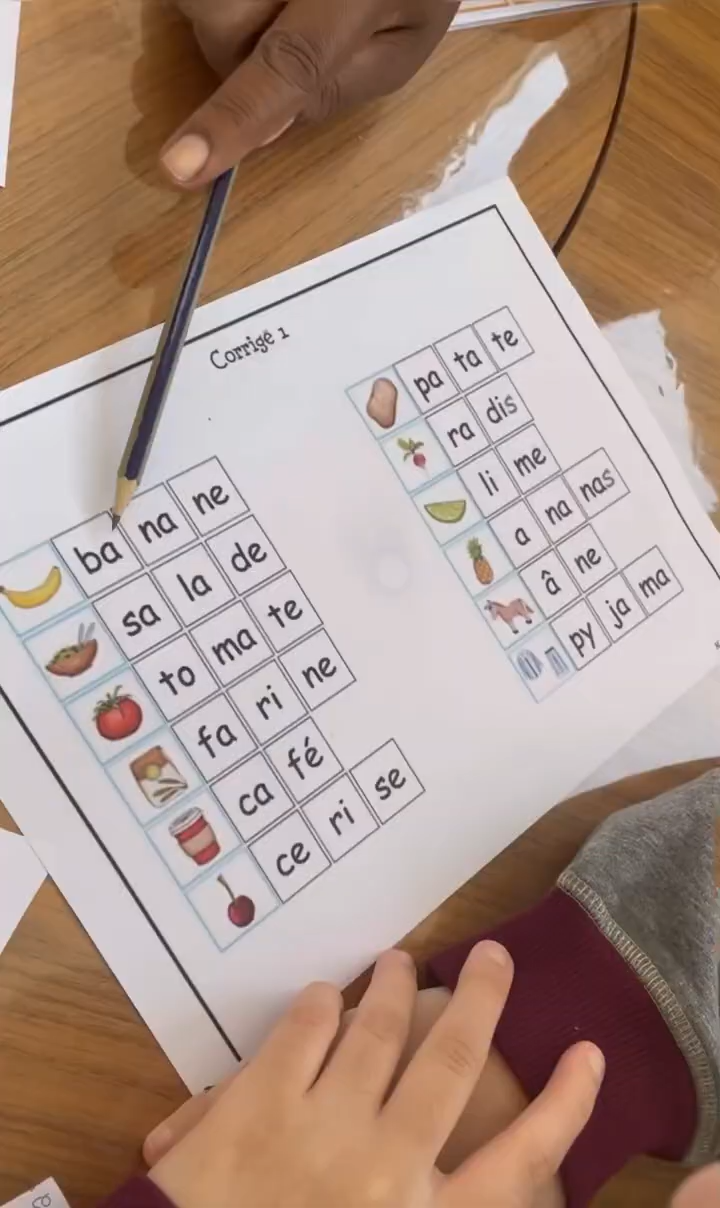 Corrigé 1
ba na ne
sa la de
to ma te
fa ri ne
ca fé
ce ri se
pa ta te
ra dis
li me
a na nas
â ne
py ja ma